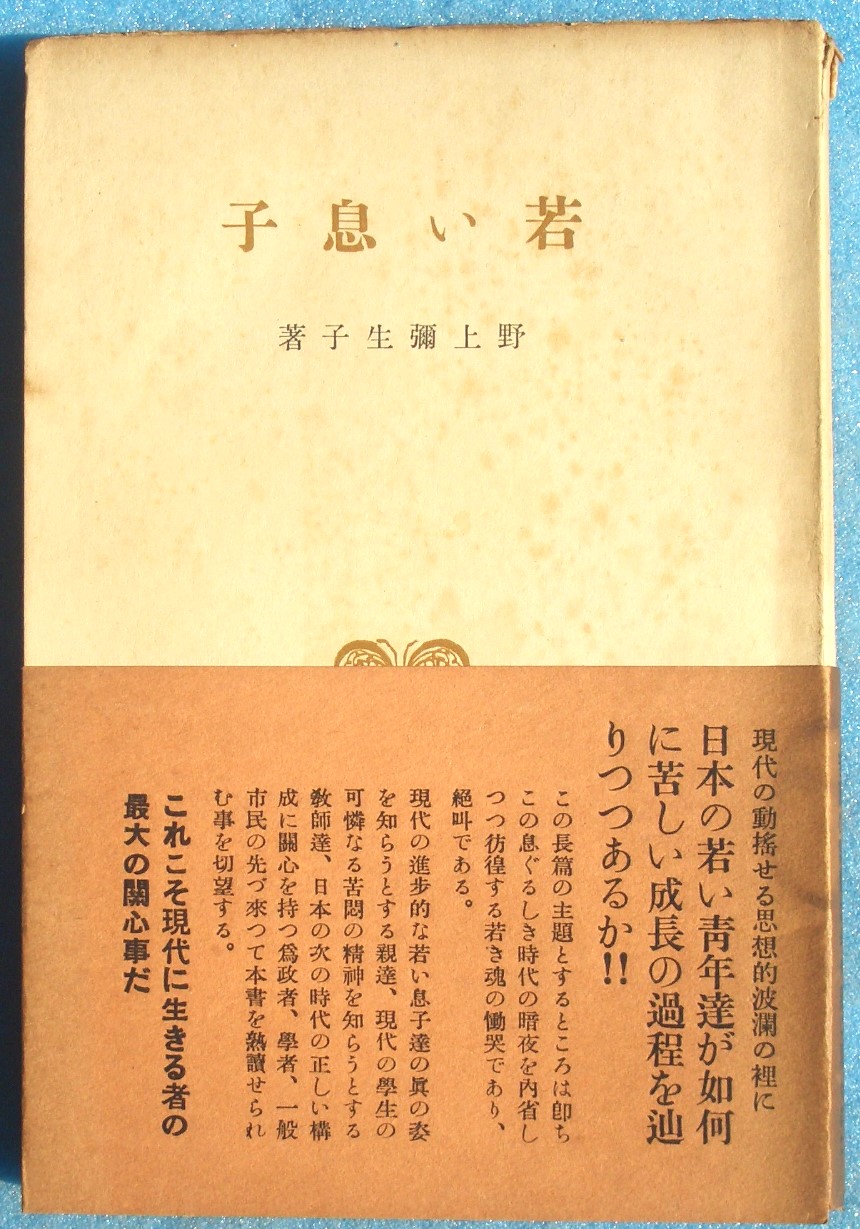 若い息子
野上彌生子著
現代の動搖せる思想的波瀾の裡に
日本の若い靑年達が如何
に苦しい成長の過程を辿
りつつあるか!!
この長篇の主題とするところは卽ち
この息ぐるしき時代の暗夜を內省し
つつ彷徨する若き魂の慟哭であり、
絕叫である。
現代の進步的な若い息子達の眞の姿
を知らうとする親達、現代の學生の
可憐なる苦悶の精神を知らうとする
敎師達、日本の次の時代の正しい構
成に關心を持つ爲政者、學者、一般
市民の先づ來つて本書を熟讀せられ
む事を切望する。
これこそ現代に生きる者の
最大の關心事だ